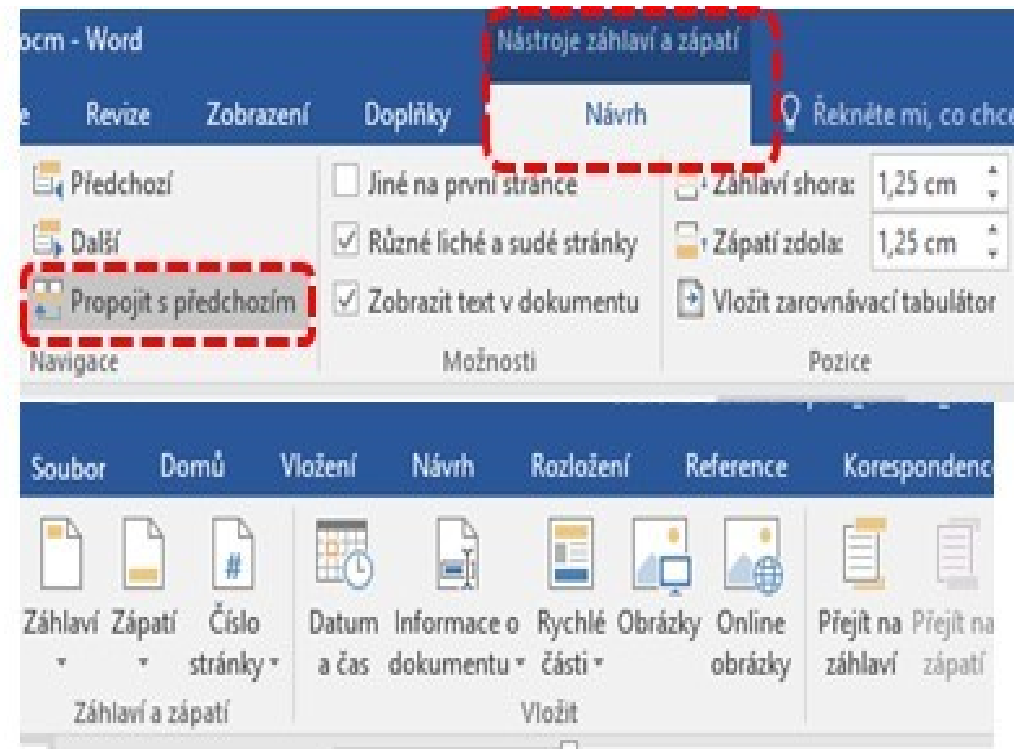 ocm - Word Nástroje záhlaví a zápatí
e Revize Zobrazení Doplňky Návrh Řekněte mi, co chce
Předchozí Jiné na první stránce Záhlaví shora: 1,25 cm
Další Různé liché a sudé stránky Zápatí zdola: 1,25 cm
Propojit s předchozím Zobrazit text v dokumentu Vložit zarovnávací tabulátor
Navigace Možnosti Pozice
Soubor Domů Vložení Návrh Rozložení Reference Korespondenc
Záhlaví Zápatí Číslo Datum Informace o Rychlé Obrázky Online Přejít na Přejít na
stránky a čas dokumentu části obrázky záhlaví zápatí
Záhlaví a zápatí Vložit